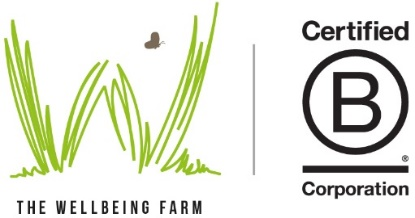 THE WELLBEING FARM
Certified
B
®
Corporation